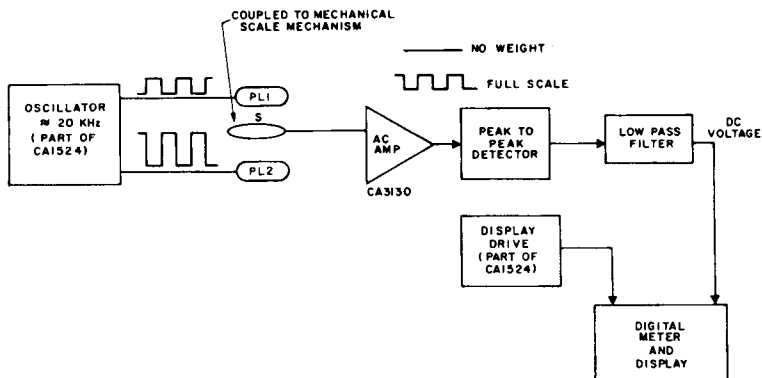 COUPLED TO MECHANICAL
SCALE MECHANISM
NO WEIGHT
FULL SCALE
OSCILLATOR
≈ 20 KHz
(PART OF
CA1524)
PL1
S
PL2
AC
AMP
CA3130
PEAK TO
PEAK
DETECTOR
LOW PASS
FILTER
DC
VOLTAGE
DISPLAY
DRIVE
(PART OF
CA1524)
DIGITAL
METER
AND
DISPLAY